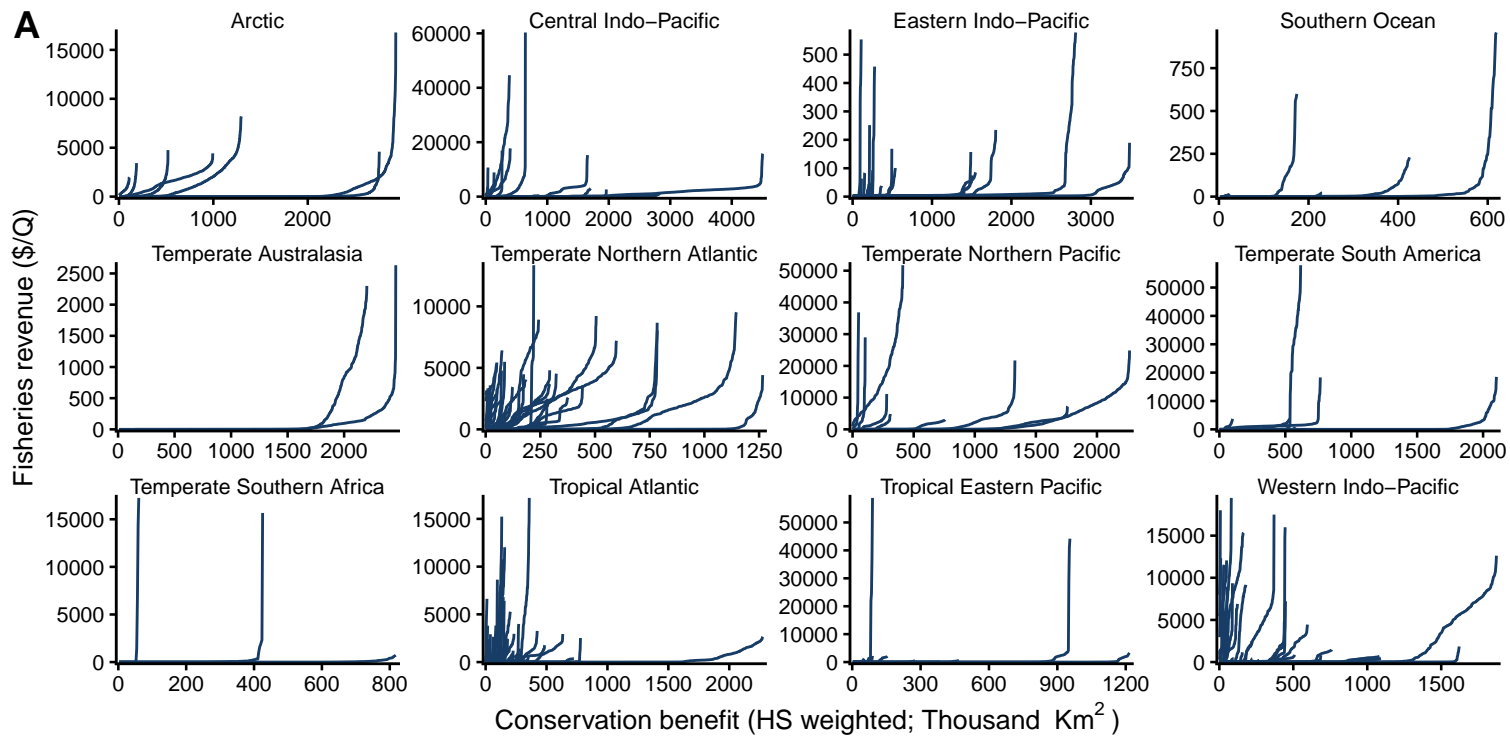 A
Fisheries revenue ($/Q)
Arctic
Central Indo−Pacific
Eastern Indo−Pacific
Southern Ocean
15000
10000
5000
0
0 1000 2000
60000
40000
20000
0
0 1000 2000 3000 4000
500
400
300
200
100
0
0 1000 2000 3000
750
500
250
0
0 200 400 600
Temperate Australasia
Temperate Northern Atlantic
Temperate Northern Pacific
Temperate South America
2500
2000
1500
1000
500
0
0 500 1000 1500 2000
10000
5000
0
0 250 500 750 1000 1250
50000
40000
30000
20000
10000
0
0 500 1000 1500 2000
50000
40000
30000
20000
10000
0
0 500 1000 1500 2000
Temperate Southern Africa
Tropical Atlantic
Tropical Eastern Pacific
Western Indo−Pacific
15000
10000
5000
0
0 200 400 600 800
15000
10000
5000
0
0 500 1000 1500 2000
50000
40000
30000
20000
10000
0
0 300 600 900 1200
15000
10000
5000
0
0 500 1000 1500
Conservation benefit (HS weighted; Thousand Km²)